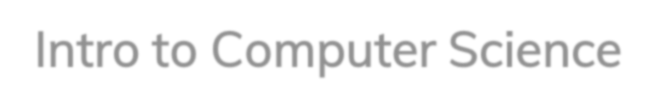 Intro to Computer Science